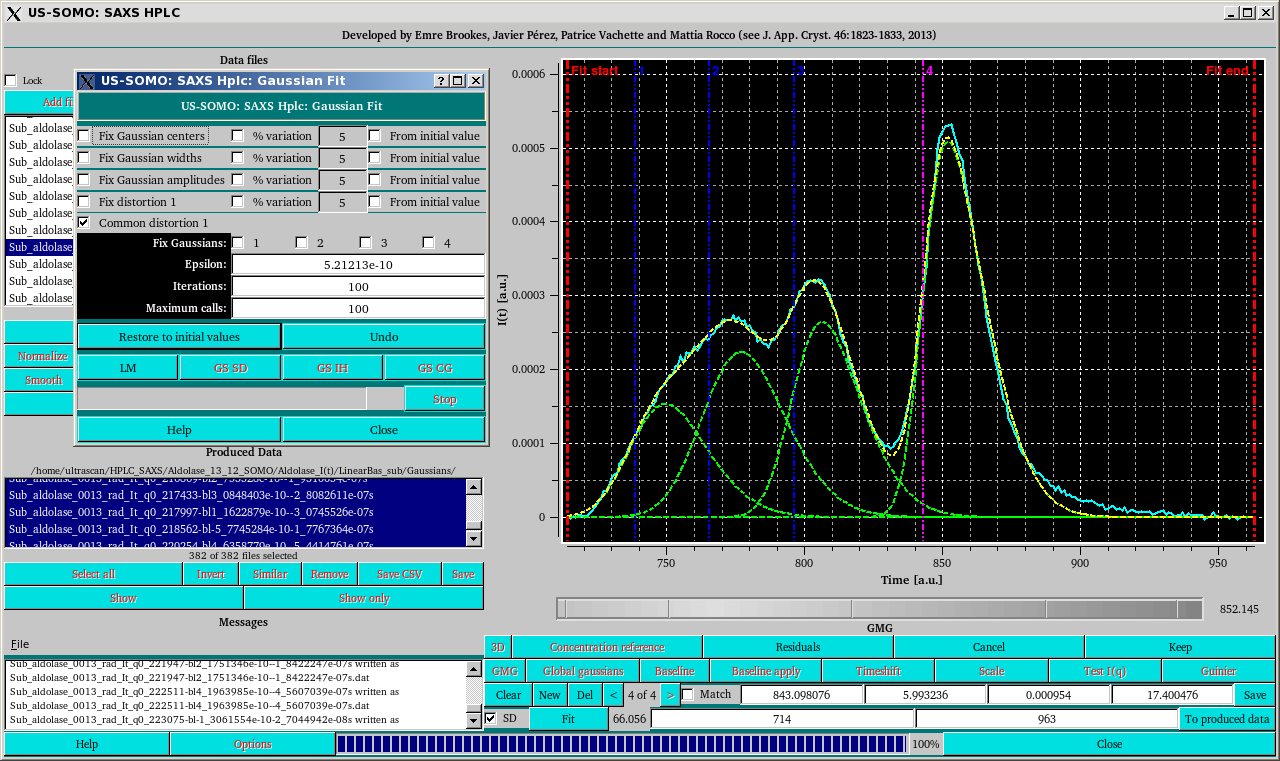 US-SOMO: SAXS HPLC
Developed by Emre Brookes, Javier Pérez, Patrice Vachette and Mattia Rocco (see J. App. Cryst. 46:1823-1833, 2013)
Data files
Lock
Add fi
Sub_aldolase_
Sub_aldolase_
Sub_aldolase_
Sub_aldolase_
Sub_aldolase_
Sub_aldolase_
Sub_aldolase_
Sub_aldolase_
Sub_aldolase_
Sub_aldolase_
Sub_aldolase_
Normalize
Smooth
US-SOMO: SAXS Hplc: Gaussian Fit
US-SOMO: SAXS Hplc: Gaussian Fit
Fix Gaussian centers % variation 5 From initial value
Fix Gaussian widths % variation 5 From initial value
Fix Gaussian amplitudes % variation 5 From initial value
Fix distortion 1 % variation 5 From initial value
Common distortion 1
Fix Gaussians: 1 2 3 4
Epsilon: 5.21213e-10
Iterations: 100
Maximum calls: 100
Restore to initial values Undo
LM GS SD GS IH GS CG
Stop
Help Close
Produced Data
/home/ultrascan/HPLC_SAXS/Aldolase_13_12_SOMO/Aldolase_I(t)/LinearBas_sub/Gaussians/
Sub_aldolase_0013_rad_It_q0_217433-bl3_0848403e-10--2_8082611e-07s
Sub_aldolase_0013_rad_It_q0_217997-bl1_1622879e-10--3_0745526e-07s
Sub_aldolase_0013_rad_It_q0_218562-bl-5_7745284e-10-1_7767364e-07s
382 of 382 files selected
Select all Invert Similar Remove Save CSV Save
Show Show only
Messages
File
Sub_aldolase_0013_rad_It_q0_221947-bl2_1751346e-10--1_8422247e-07s written as
Sub_aldolase_0013_rad_It_q0_221947-bl2_1751346e-10--1_8422247e-07s.dat
Sub_aldolase_0013_rad_It_q0_222511-bl4_1963985e-10--4_5607039e-07s written as
Sub_aldolase_0013_rad_It_q0_222511-bl4_1963985e-10--4_5607039e-07s.dat
Sub_aldolase_0013_rad_It_q0_223075-bl-1_3061554e-10-2_7044942e-08s written as
Help Options 100% Close
Fit start 1 2 3 4 Fit end
I(t) [a.u.]
0.0006
0.0005
0.0004
0.0003
0.0002
0.0001
0
750 800 850 900 950
Time [a.u.]
852.145
GMG
3D Concentration reference Residuals Cancel Keep
GMG Global gaussians Baseline Baseline apply Timeshift Scale Test I(q) Guinier
Clear New Del < 4 of 4 > Match 843.098076 5.993236 0.000954 17.400476 Save
SD Fit 66.056 714 963 To produced data